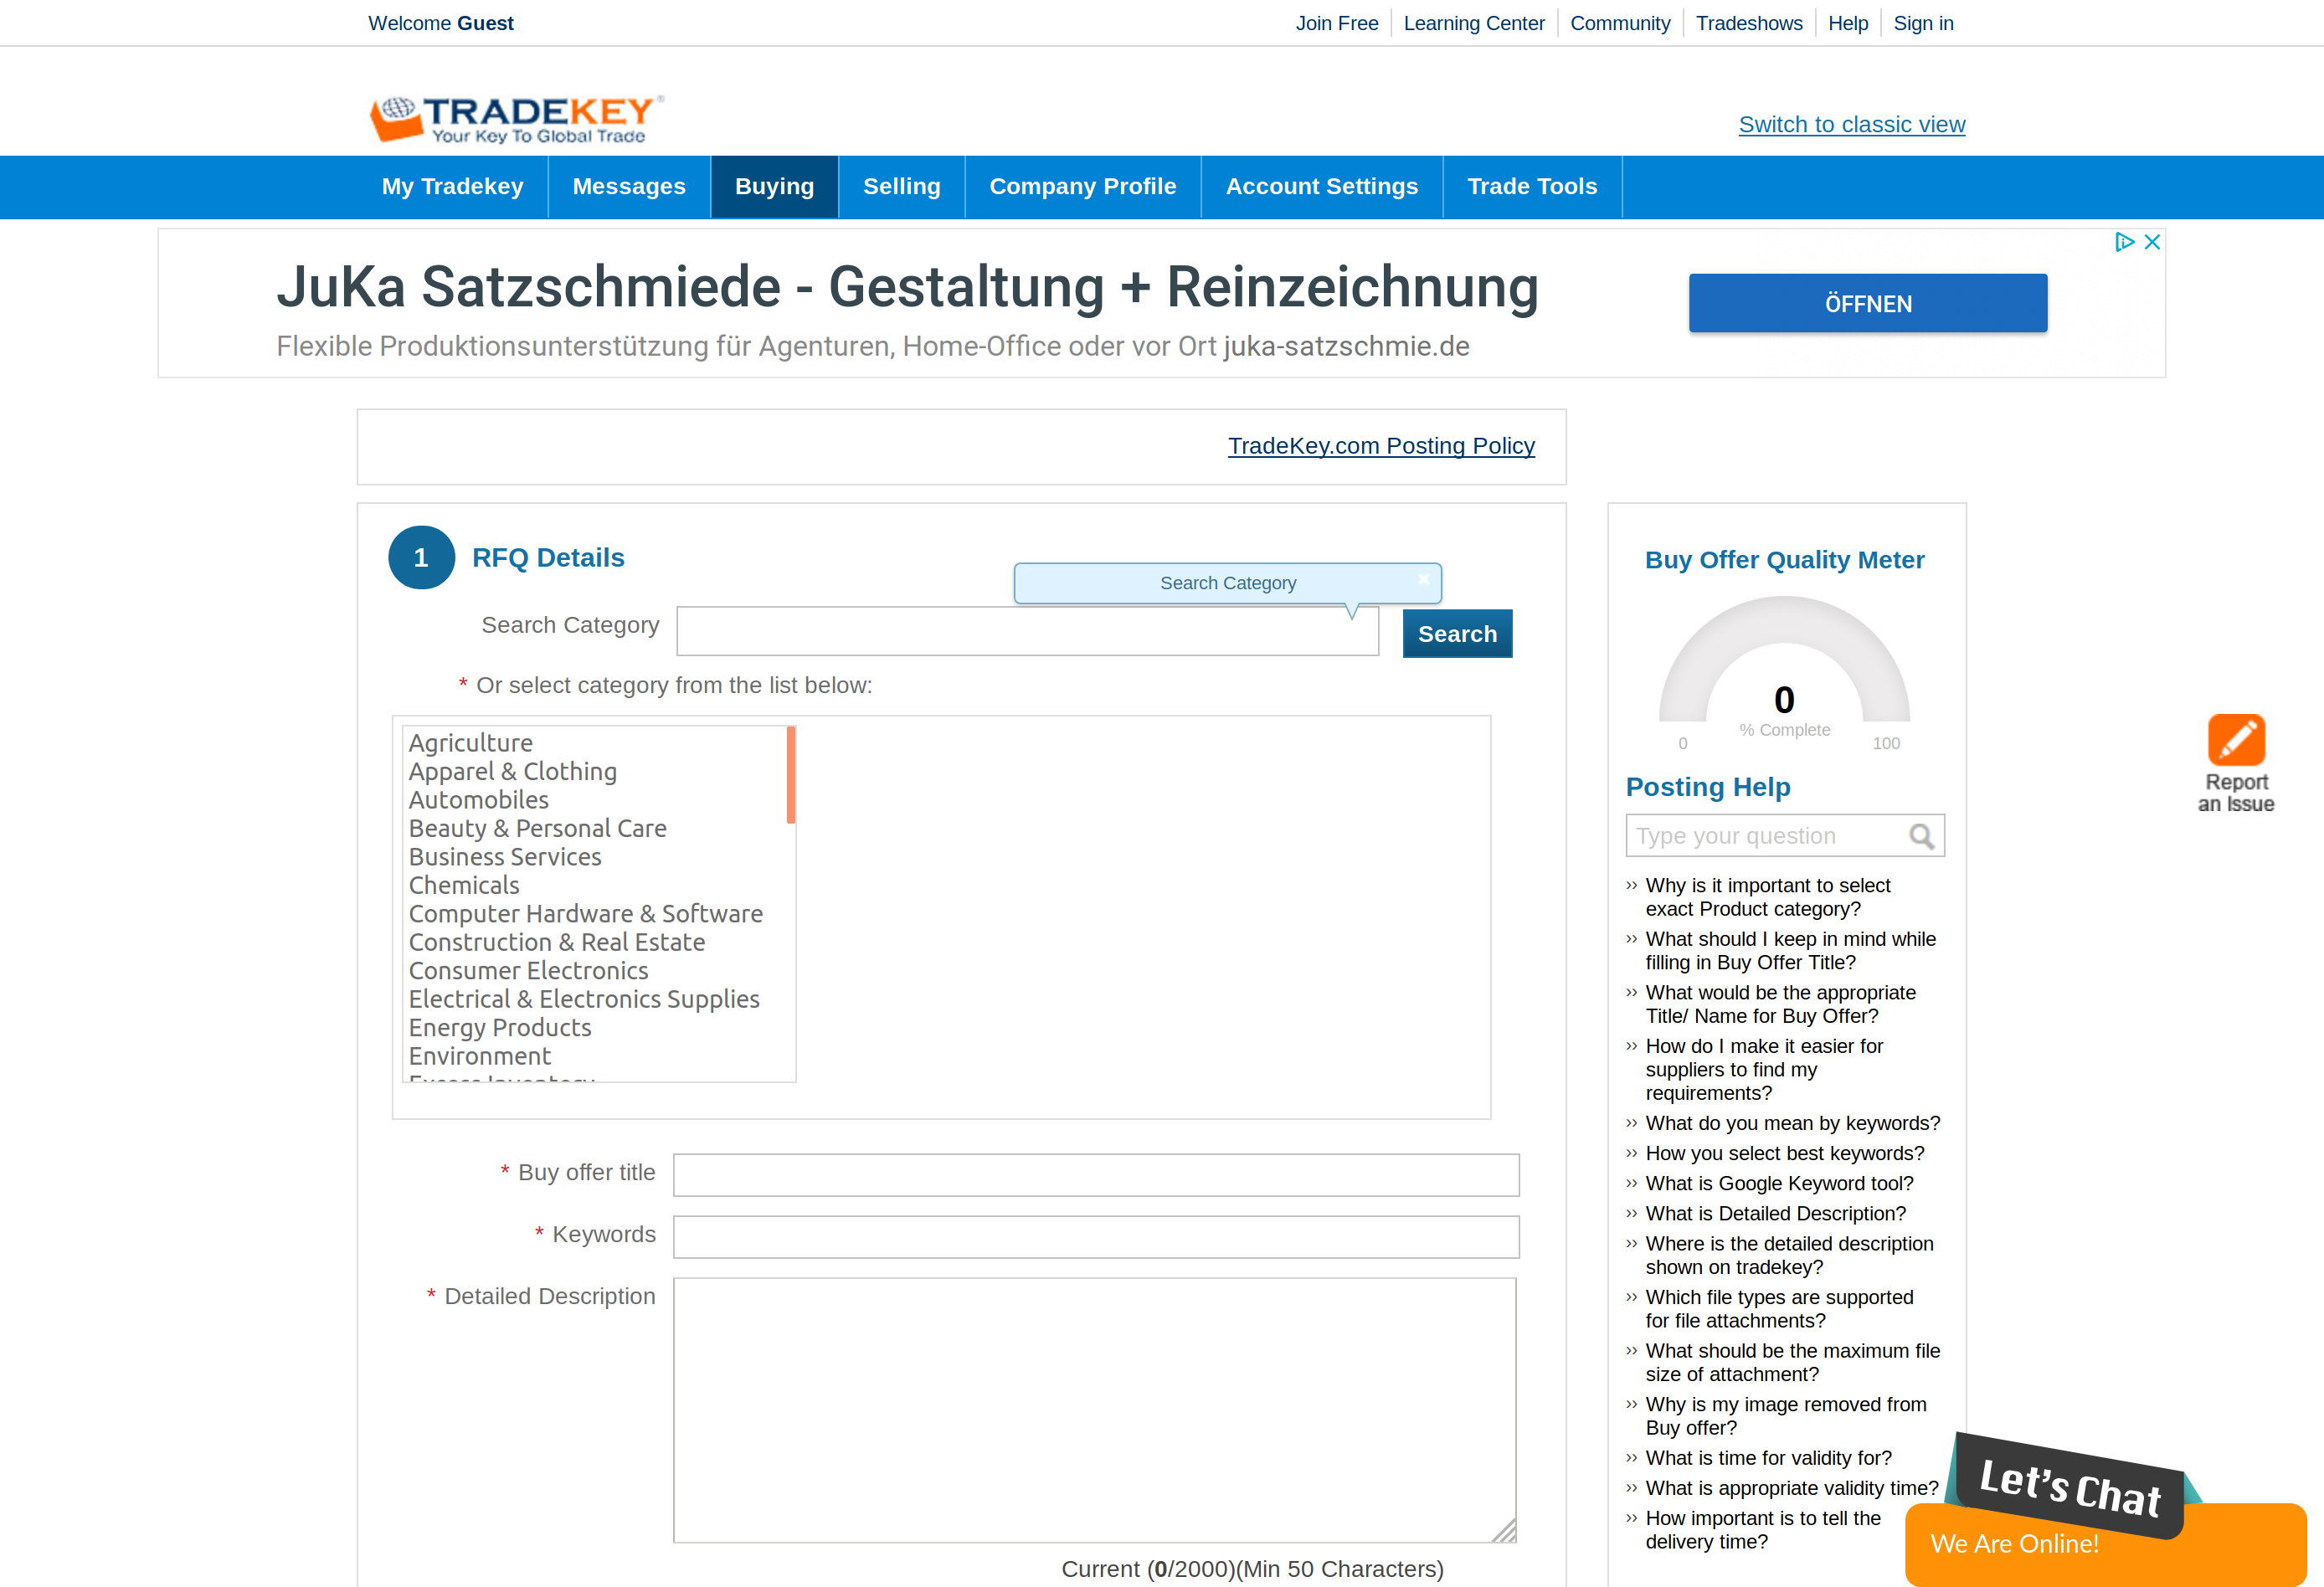 Welcome Guest
Join Free
Learning Center
Community
Tradeshows
Help
Sign in
TRADEKEY®
Your Key To Global Trade
Switch to classic view
My Tradekey
Messages
Buying
Selling
Company Profile
Account Settings
Trade Tools
JuKa Satzschmiede - Gestaltung + Reinzeichnung
Flexible Produktionsunterstützung für Agenturen, Home-Office oder vor Ort juka-satzschmie.de
ÖFFNEN
TradeKey.com Posting Policy
1 RFQ Details
Search Category
Search Category
Search
* Or select category from the list below:
Agriculture
Apparel & Clothing
Automobiles
Beauty & Personal Care
Business Services
Chemicals
Computer Hardware & Software
Construction & Real Estate
Consumer Electronics
Electrical & Electronics Supplies
Energy Products
Environment
* Buy offer title
* Keywords
* Detailed Description
Current (0/2000)(Min 50 Characters)
Buy Offer Quality Meter
0
% Complete
0
100
Posting Help
Type your question
›› Why is it important to select
exact Product category?
›› What should I keep in mind while
filling in Buy Offer Title?
›› What would be the appropriate
Title/ Name for Buy Offer?
›› How do I make it easier for
suppliers to find my
requirements?
›› What do you mean by keywords?
›› How you select best keywords?
›› What is Google Keyword tool?
›› What is Detailed Description?
›› Where is the detailed description
shown on tradekey?
›› Which file types are supported
for file attachments?
›› What should be the maximum file
size of attachment?
›› Why is my image removed from
Buy offer?
›› What is time for validity for?
›› What is appropriate validity time?
›› How important is to tell the
delivery time?
Report
an Issue
Let's Chat
We Are Online!